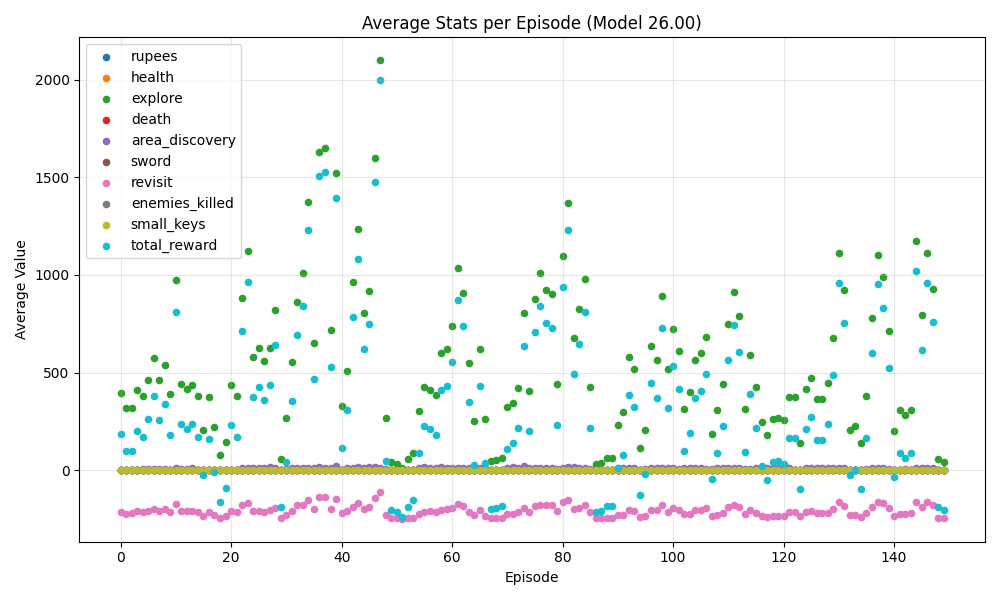 Average Stats per Episode (Model 26.00)
rupees
health
explore
death
area_discovery
sword
revisit
enemies_killed
small_keys
total_reward
2000
1500
1000
500
0
Average Value
0 20 40 60 80 100 120 140
Episode